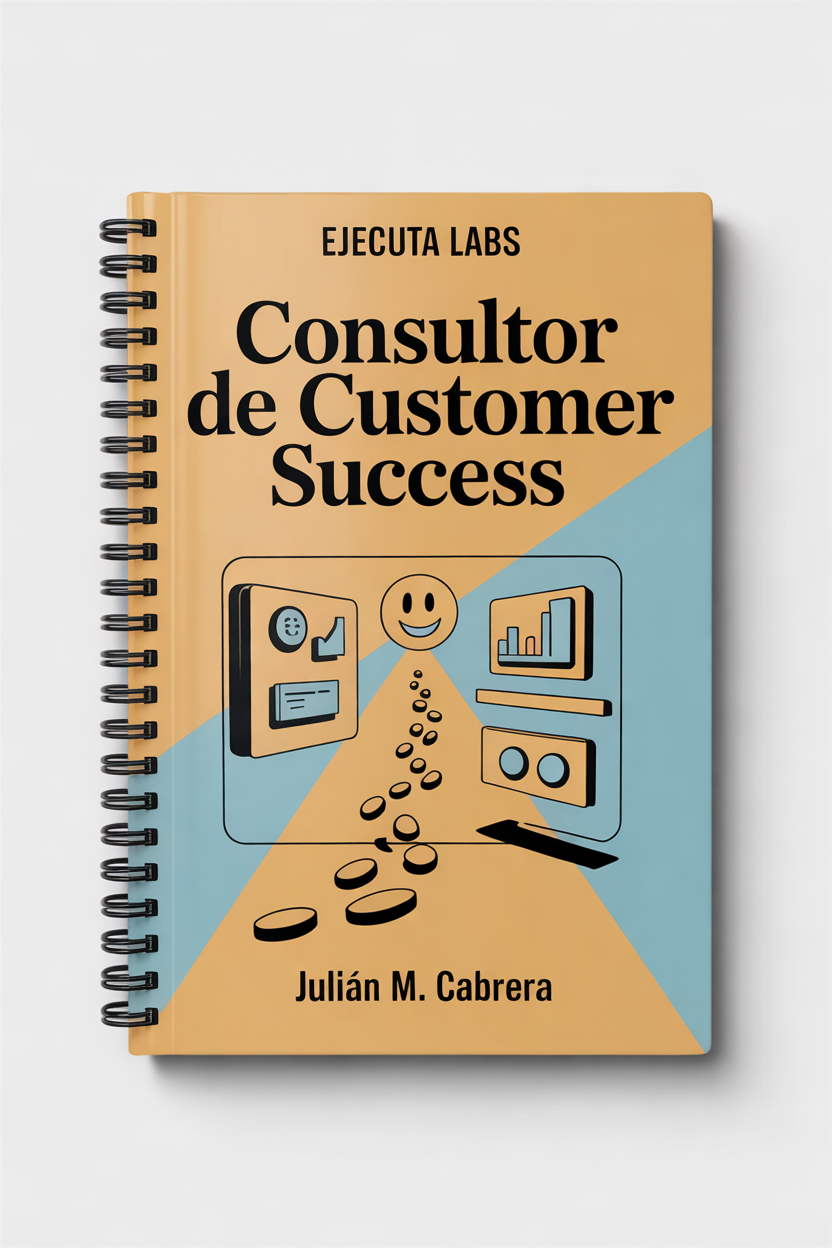 EJECUTA LABS
Consultor
de Customer
Success
Julián M. Cabrera